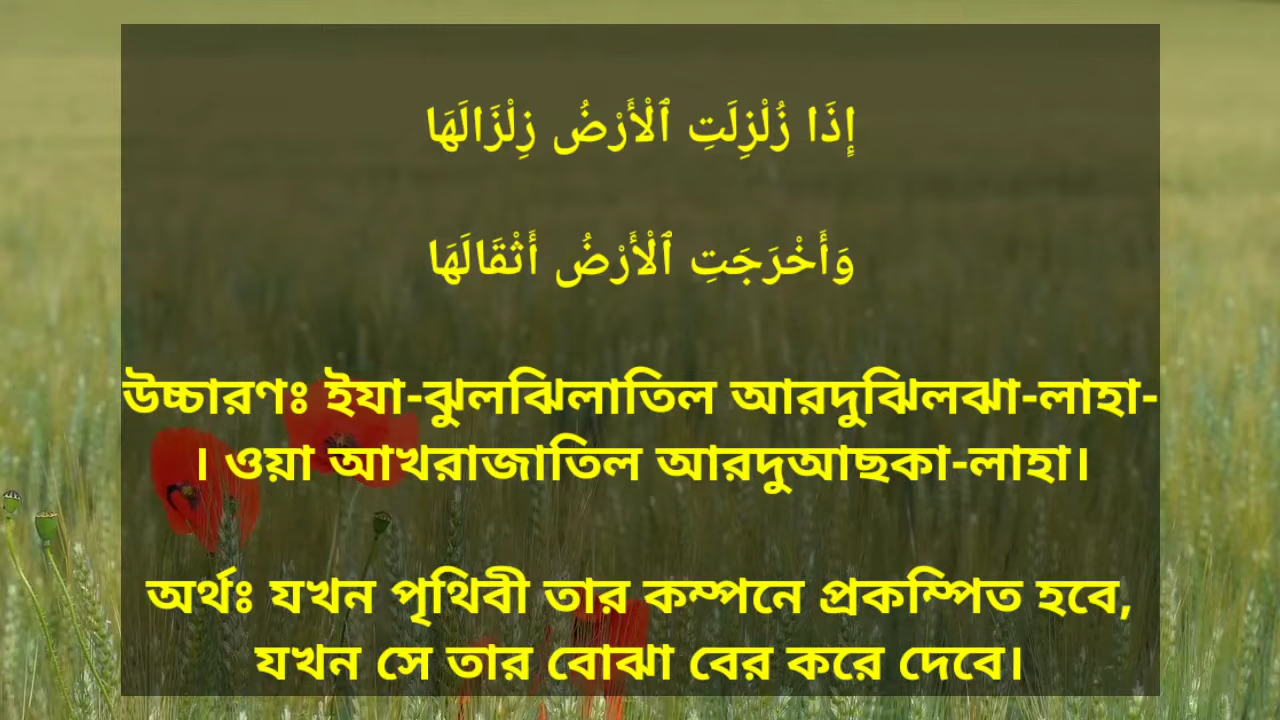 إِذَا زُلْزِلَتِ ٱلْأَرْضُ زِلْزَالَهَا
وَأَخْرَجَتِ ٱلْأَرْضُ أَثْقَالَهَا
উচ্চারণঃ ইযা-ঝুলঝিলাতিল আরদুঝিলঝা-লাহা-
। ওয়া আখরাজাতিল আরদুআছকা-লাহা।
অর্থঃ যখন পৃথিবী তার কম্পনে প্রকম্পিত হবে,
যখন সে তার বোঝা বের করে দেবে।